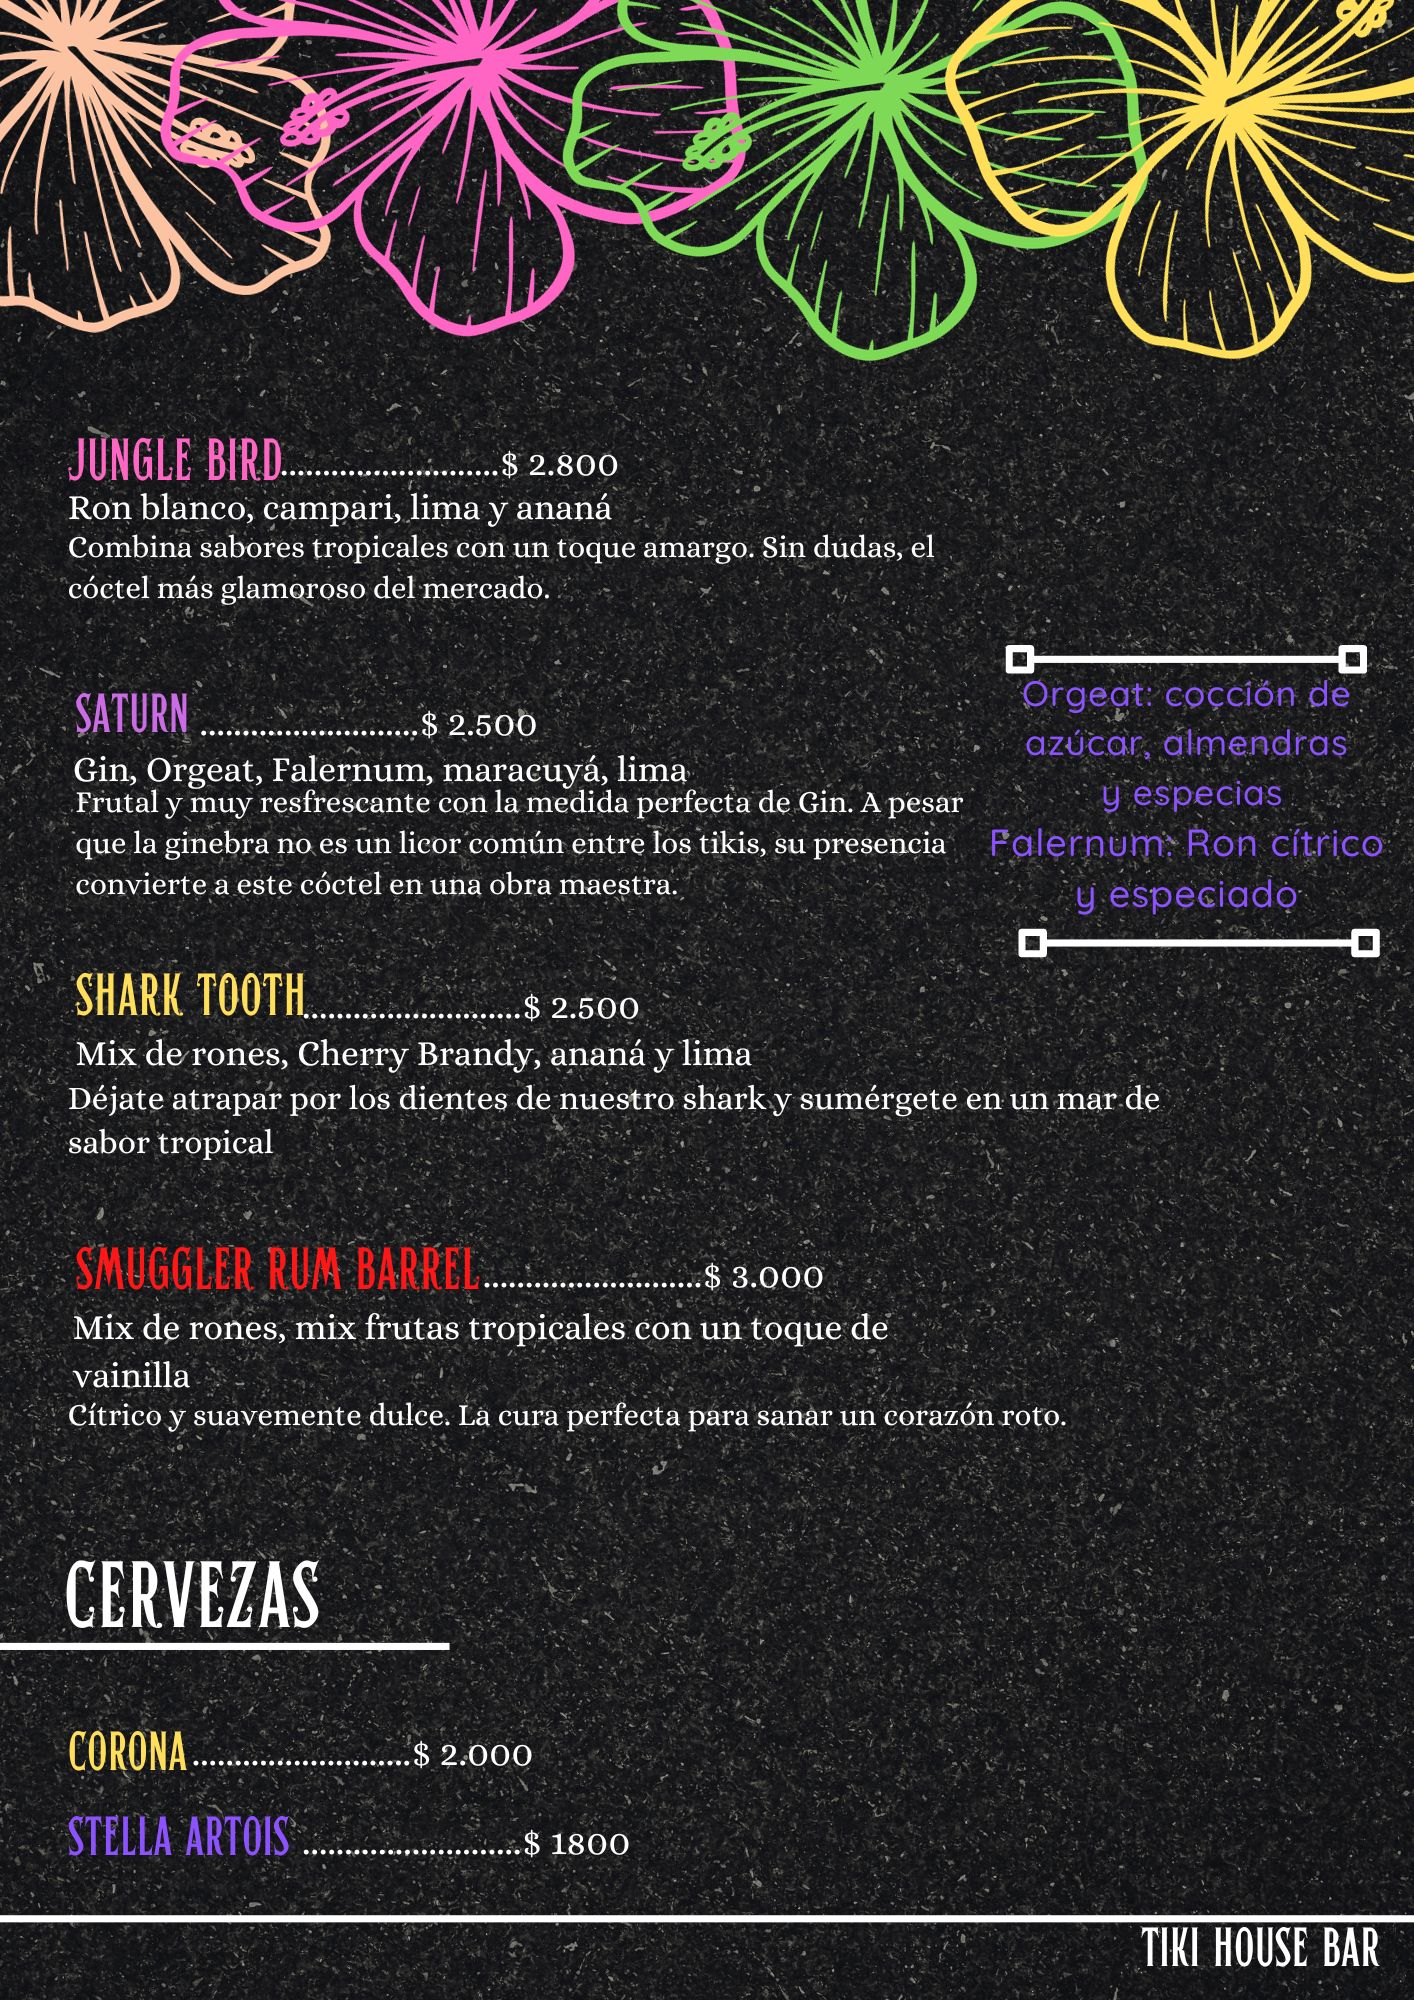 JUNGLE BIRD..........................$ 2.800
Ron blanco, campari, lima y ananá
Combina sabores tropicales con un toque amargo. Sin dudas, el
cóctel más glamoroso del mercado.
SATURN ..........................$ 2.500
Gin, Orgeat, Falernum, maracuyá, lima
Frutal y muy resfrescante con la medida perfecta de Gin. A pesar
que la ginebra no es un licor común entre los tikis, su presencia
convierte a este cóctel en una obra maestra.
Orgeat: cocción de
azúcar, almendras
y especias
Falernum: Ron cítrico
y especiado
SHARK TOOTH..........................$ 2.500
Mix de rones, Cherry Brandy, ananá y lima
Déjate atrapar por los dientes de nuestro shark y sumérgete en un mar de
sabor tropical
SMUGGLER RUM BARREL..........................$ 3.000
Mix de rones, mix frutas tropicales con un toque de
vainilla
Cítrico y suavemente dulce. La cura perfecta para sanar un corazón roto.
CERVEZAS
CORONA ..........................$ 2.000
STELLA ARTOIS ..........................$ 1800
TIKI HOUSE BAR